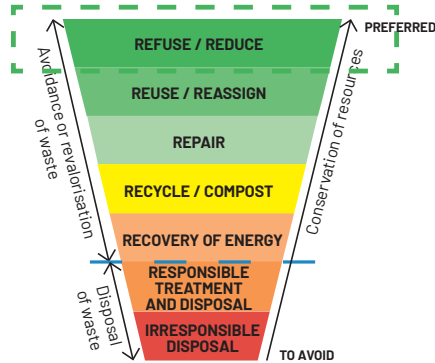 PREFERRED
REFUSE / REDUCE
REUSE / REASSIGN
REPAIR
RECYCLE / COMPOST
RECOVERY OF ENERGY
RESPONSIBLE
TREATMENT
AND DISPOSAL
IRRESPONSIBLE
DISPOSAL
TO AVOID
Avoidance or revalorisation
of waste
Disposal
of waste
Conservation of resources